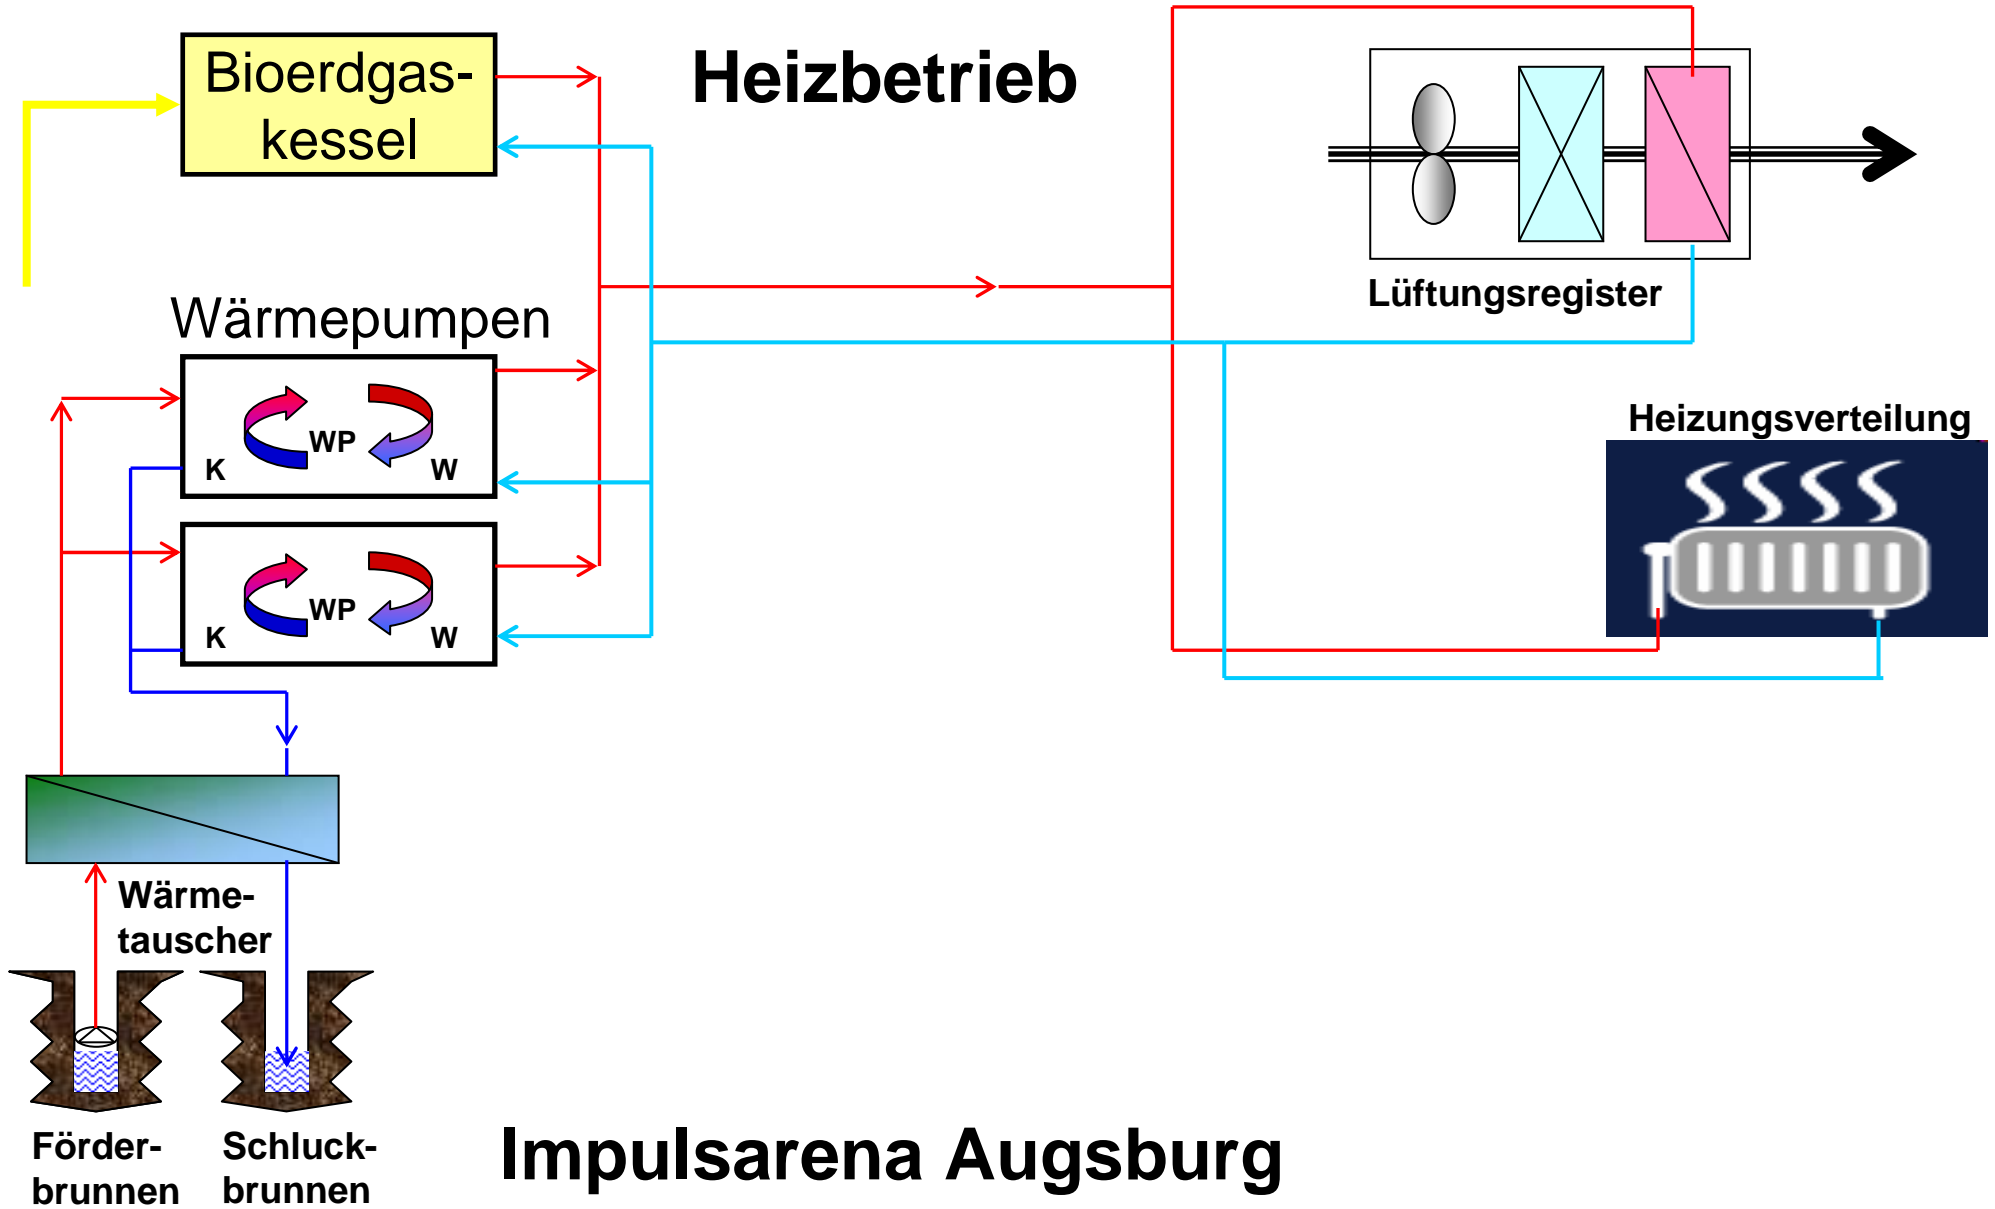 Bioerdgas-
kessel
Heizbetrieb
Lüftungsregister
Wärmepumpen
WP
K
W
WP
K
W
Heizungsverteilung
Wärme-
tauscher
Förder-
brunnen
Schluck-
brunnen
Impulsarena Augsburg